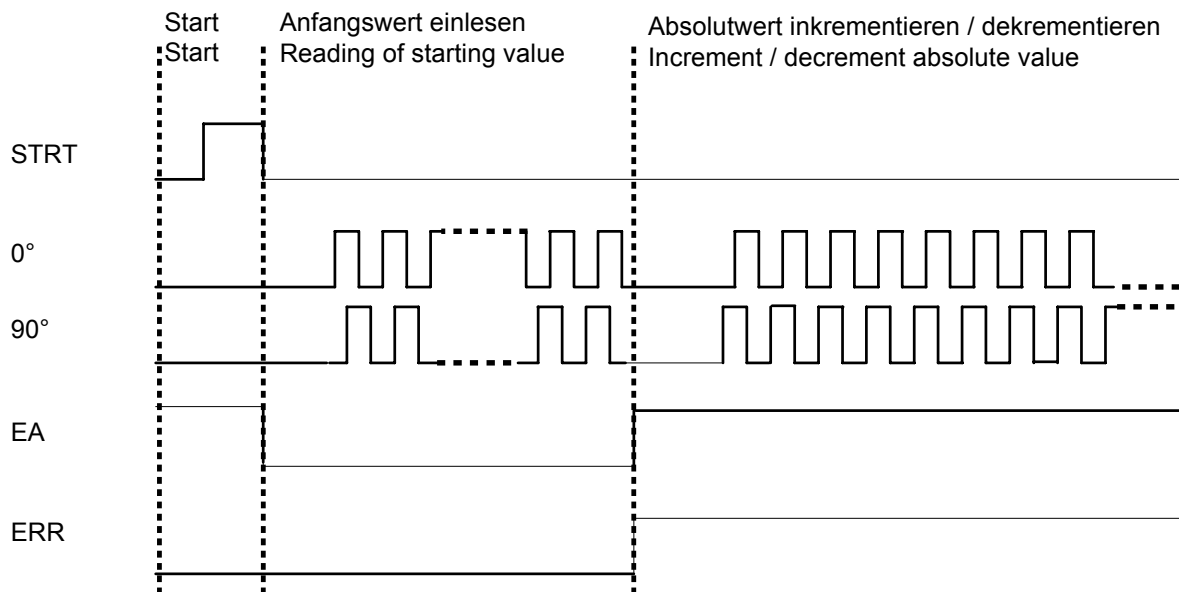 Start
Start
Anfangswert einlesen
Reading of starting value
Absolutwert inkrementieren / dekrementieren
Increment / decrement absolute value
STRT
0°
90°
EA
ERR